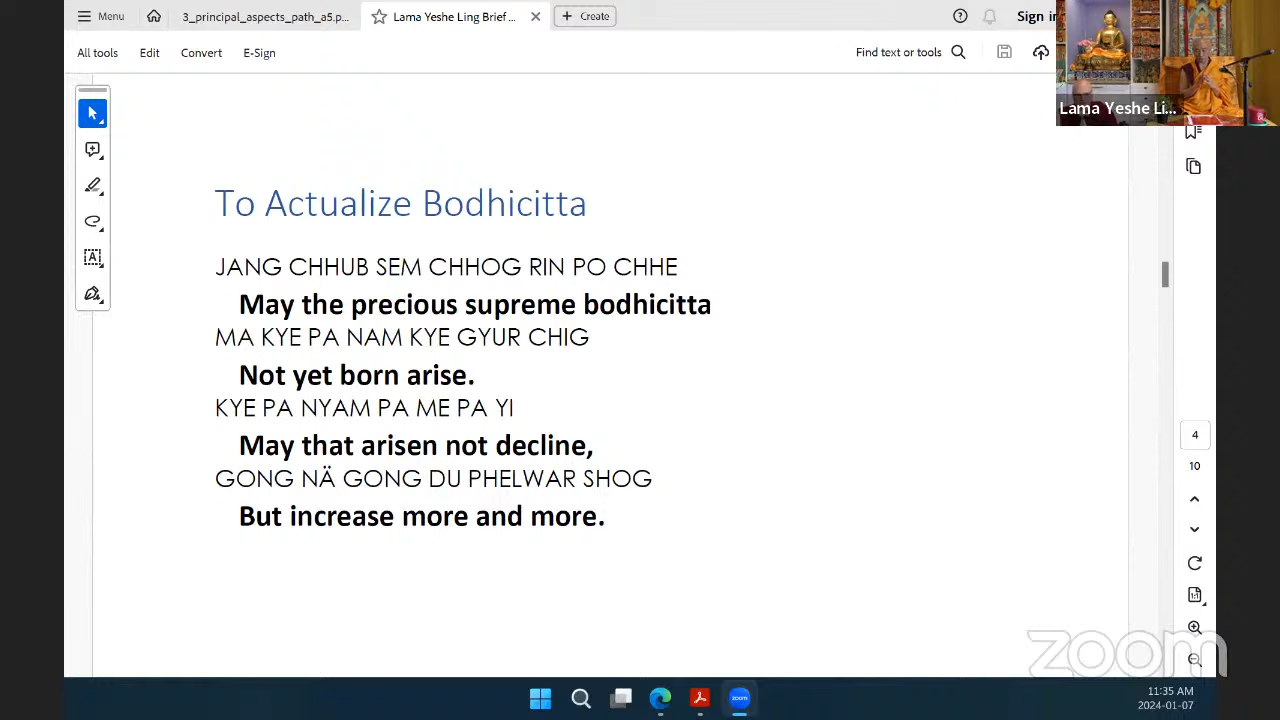 Menu
3_principal_aspects_path_a5.p...
Lama Yeshe Ling Brief ...
Create
Sign in
All tools
Edit
Convert
E-Sign
Find text or tools
Lama Yeshe Li...
To Actualize Bodhicitta
JANG CHHUB SEM CHHOG RIN PO CHHE
May the precious supreme bodhicitta
MA KYE PA NAM KYE GYUR CHIG
Not yet born arise.
KYE PA NYAM PA ME PA YI
May that arisen not decline,
GONG NÄ GONG DU PHELWAR SHOG
But increase more and more.
4
10
zoom
zoom
11:35 AM
2024-01-07